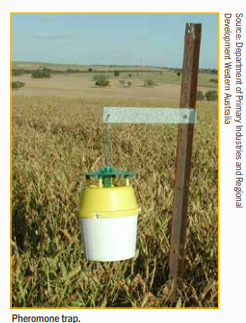 Source: Department of Primary Industries and Regional
Development Western Australia
Pheromone trap.